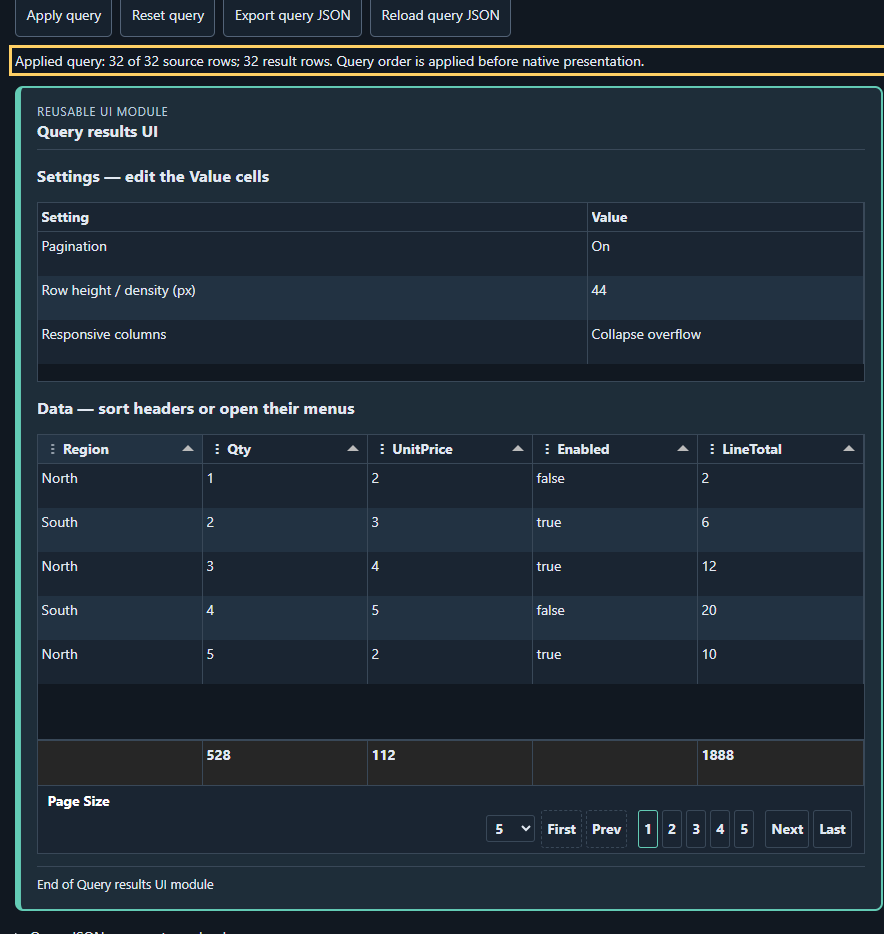 Apply query Reset query Export query JSON Reload query JSON
Applied query: 32 of 32 source rows; 32 result rows. Query order is applied before native presentation.
REUSABLE UI MODULE
Query results UI
Settings — edit the Value cells
Setting Value
Pagination On
Row height / density (px) 44
Responsive columns Collapse overflow
Data — sort headers or open their menus
Region Qty UnitPrice Enabled LineTotal
North 1 2 false 2
South 2 3 true 6
North 3 4 true 12
South 4 5 false 20
North 5 2 true 10
528 112 1888
Page Size
5 First Prev 1 2 3 4 5 Next Last
End of Query results UI module